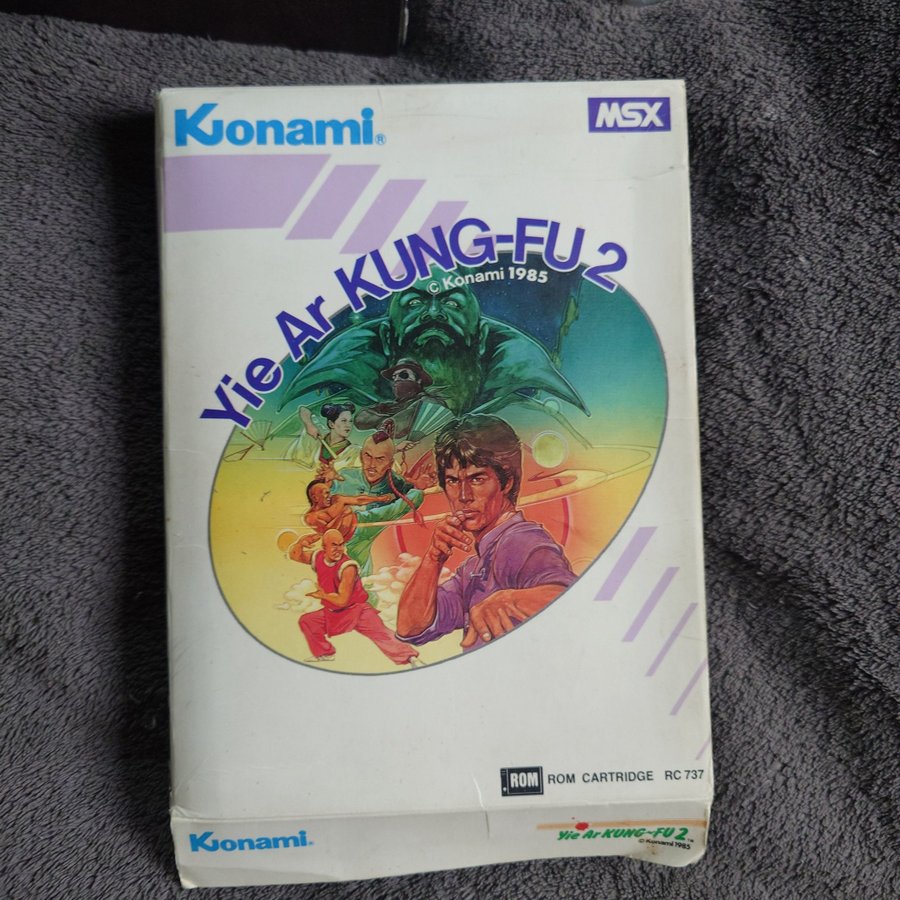 Konami®
MSX
Yie Ar KUNG-FU 2
© Konami 1985
ROM ROM CARTRIDGE RC 737
Konami®
Yie Ar KUNG-FU 2™
© Konami 1985